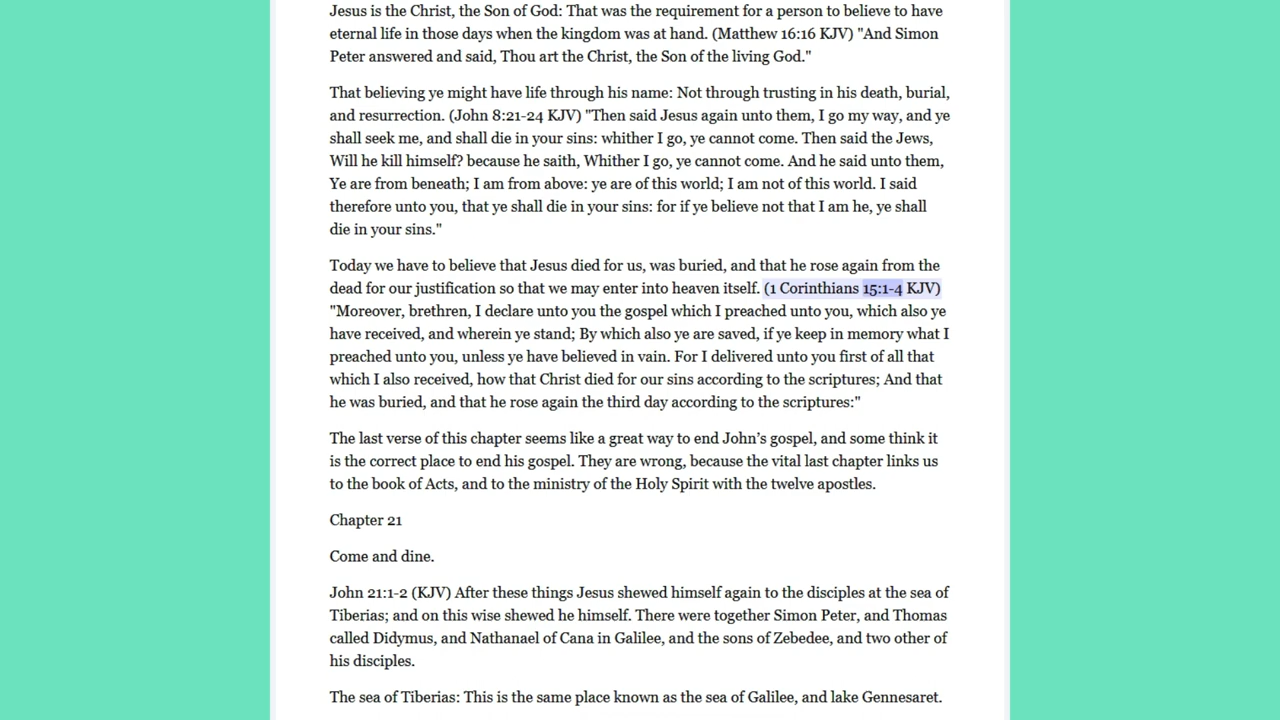 Jesus is the Christ, the Son of God: That was the requirement for a person to believe to have
eternal life in those days when the kingdom was at hand. (Matthew 16:16 KJV) "And Simon
Peter answered and said, Thou art the Christ, the Son of the living God."
That believing ye might have life through his name: Not through trusting in his death, burial,
and resurrection. (John 8:21-24 KJV) "Then said Jesus again unto them, I go my way, and ye
shall seek me, and shall die in your sins: whither I go, ye cannot come. Then said the Jews,
Will he kill himself? because he saith, Whither I go, ye cannot come. And he said unto them,
Ye are from beneath; I am from above: ye are of this world; I am not of this world. I said
therefore unto you, that ye shall die in your sins: for if ye believe not that I am he, ye shall
die in your sins."
Today we have to believe that Jesus died for us, was buried, and that he rose again from the
dead for our justification so that we may enter into heaven itself. (1 Corinthians 15:1-4 KJV)
"Moreover, brethren, I declare unto you the gospel which I preached unto you, which also ye
have received, and wherein ye stand; By which also ye are saved, if ye keep in memory what I
preached unto you, unless ye have believed in vain. For I delivered unto you first of all that
which I also received, how that Christ died for our sins according to the scriptures; And that
he was buried, and that he rose again the third day according to the scriptures:"
The last verse of this chapter seems like a great way to end John’s gospel, and some think it
is the correct place to end his gospel. They are wrong, because the vital last chapter links us
to the book of Acts, and to the ministry of the Holy Spirit with the twelve apostles.
Chapter 21
Come and dine.
John 21:1-2 (KJV) After these things Jesus shewed himself again to the disciples at the sea of
Tiberias; and on this wise shewed he himself. There were together Simon Peter, and Thomas
called Didymus, and Nathanael of Cana in Galilee, and the sons of Zebedee, and two other of
his disciples.
The sea of Tiberias: This is the same place known as the sea of Galilee, and lake Gennesaret.